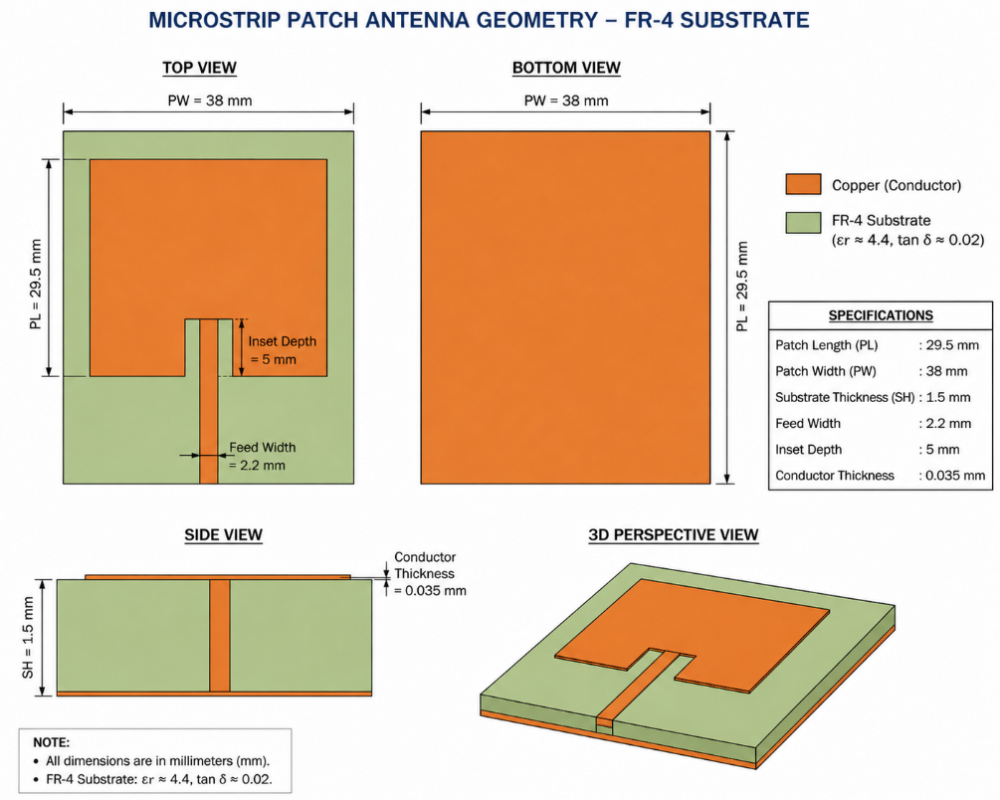 MICROSTRIP PATCH ANTENNA GEOMETRY – FR-4 SUBSTRATE
TOP VIEW
PW = 38 mm
PL = 29.5 mm
Inset Depth
= 5 mm
Feed Width
= 2.2 mm
BOTTOM VIEW
PW = 38 mm
PL = 29.5 mm
Copper (Conductor)
FR-4 Substrate
(εr ≈ 4.4, tan δ ≈ 0.02)
SPECIFICATIONS
Patch Length (PL) : 29.5 mm
Patch Width (PW) : 38 mm
Substrate Thickness (SH) : 1.5 mm
Feed Width : 2.2 mm
Inset Depth : 5 mm
Conductor Thickness : 0.035 mm
SIDE VIEW
Conductor
Thickness
= 0.035 mm
SH = 1.5 mm
3D PERSPECTIVE VIEW
NOTE:
• All dimensions are in millimeters (mm).
• FR-4 Substrate: εr ≈ 4.4, tan δ ≈ 0.02.